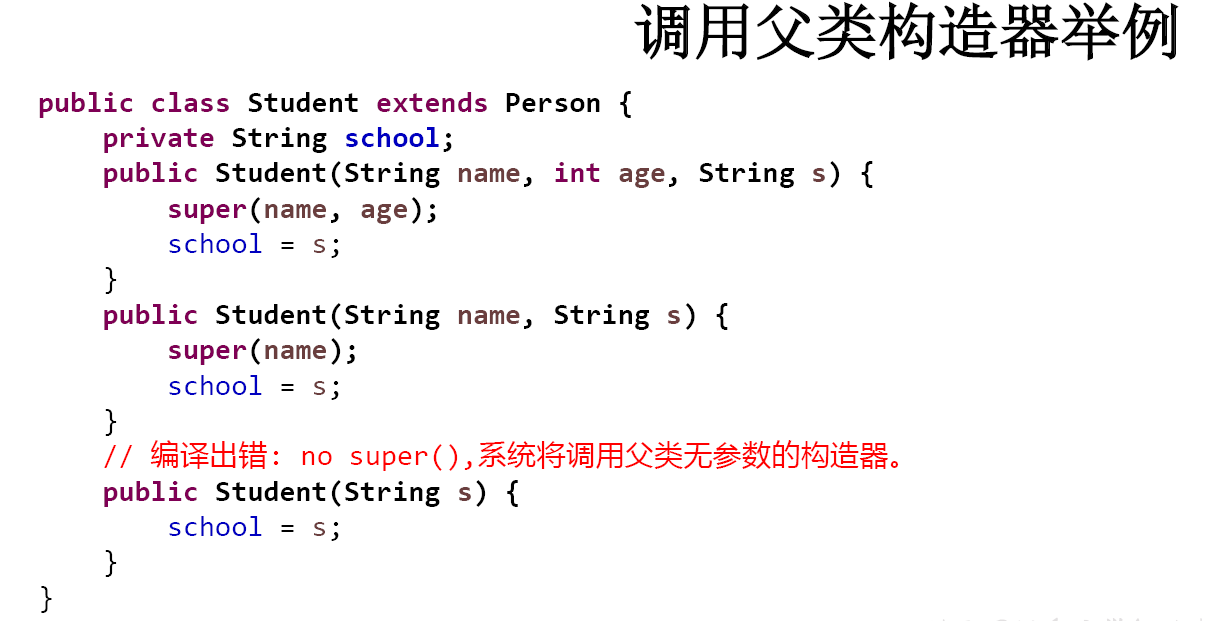 调用父类构造器举例
public class Student extends Person {
    private String school;
    public Student(String name, int age, String s) {
        super(name, age);
        school = s;
    }
    public Student(String name, String s) {
        super(name);
        school = s;
    }
    // 编译出错: no super(),系统将调用父类无参数的构造器。
    public Student(String s) {
        school = s;
    }
}